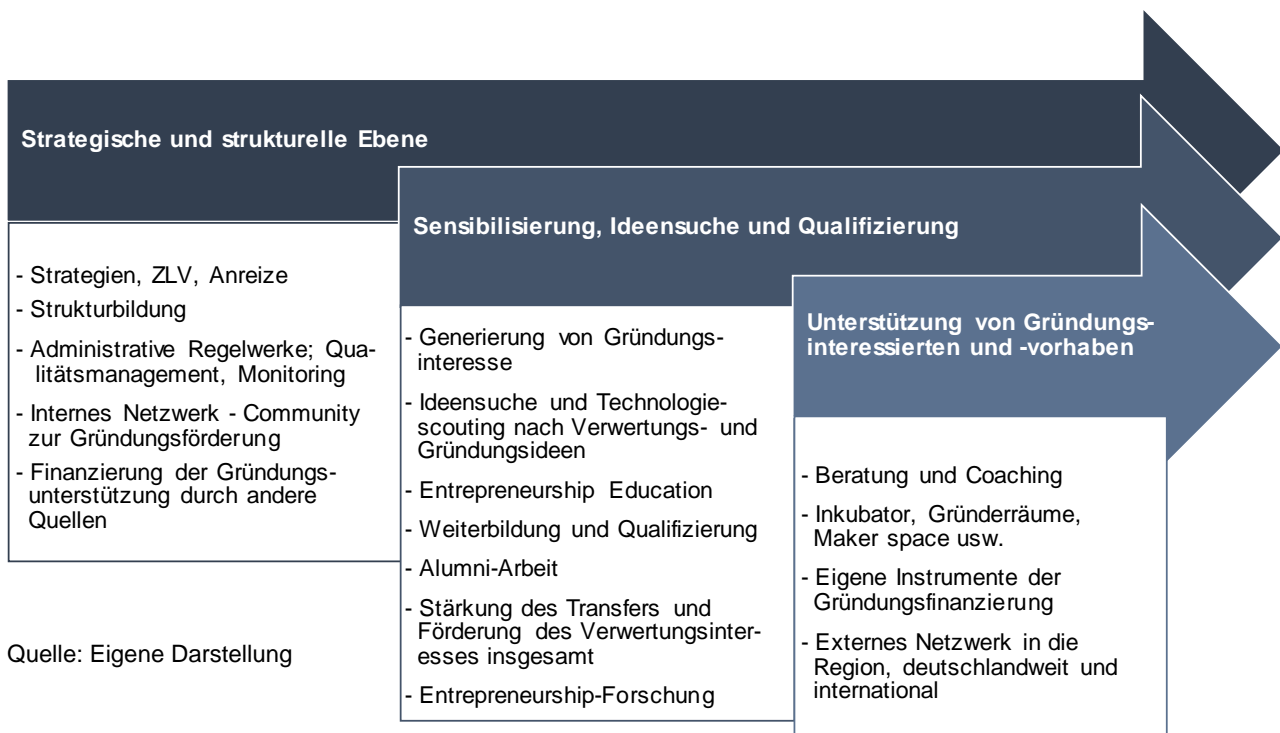 Strategische und strukturelle Ebene
- Strategien, ZLV, Anreize
- Strukturbildung
- Administrative Regelwerke; Qua-
litätsmanagement, Monitoring
- Internes Netzwerk - Community
zur Gründungsförderung
- Finanzierung der Gründungs-
unterstützung durch andere
Quellen
Sensibilisierung, Ideensuche und Qualifizierung
- Generierung von Gründungs-
interesse
- Ideensuche und Technologie-
scouting nach Verwertungs- und
Gründungsideen
- Entrepreneurship Education
- Weiterbildung und Qualifizierung
- Alumni-Arbeit
- Stärkung des Transfers und
Förderung des Verwertungsinter-
esses insgesamt
- Entrepreneurship-Forschung
Unterstützung von Gründungs-
interessierten und -vorhaben
- Beratung und Coaching
- Inkubator, Gründerräume,
Maker space usw.
- Eigene Instrumente der
Gründungsfinanzierung
- Externes Netzwerk in die
Region, deutschlandweit und
international
Quelle: Eigene Darstellung